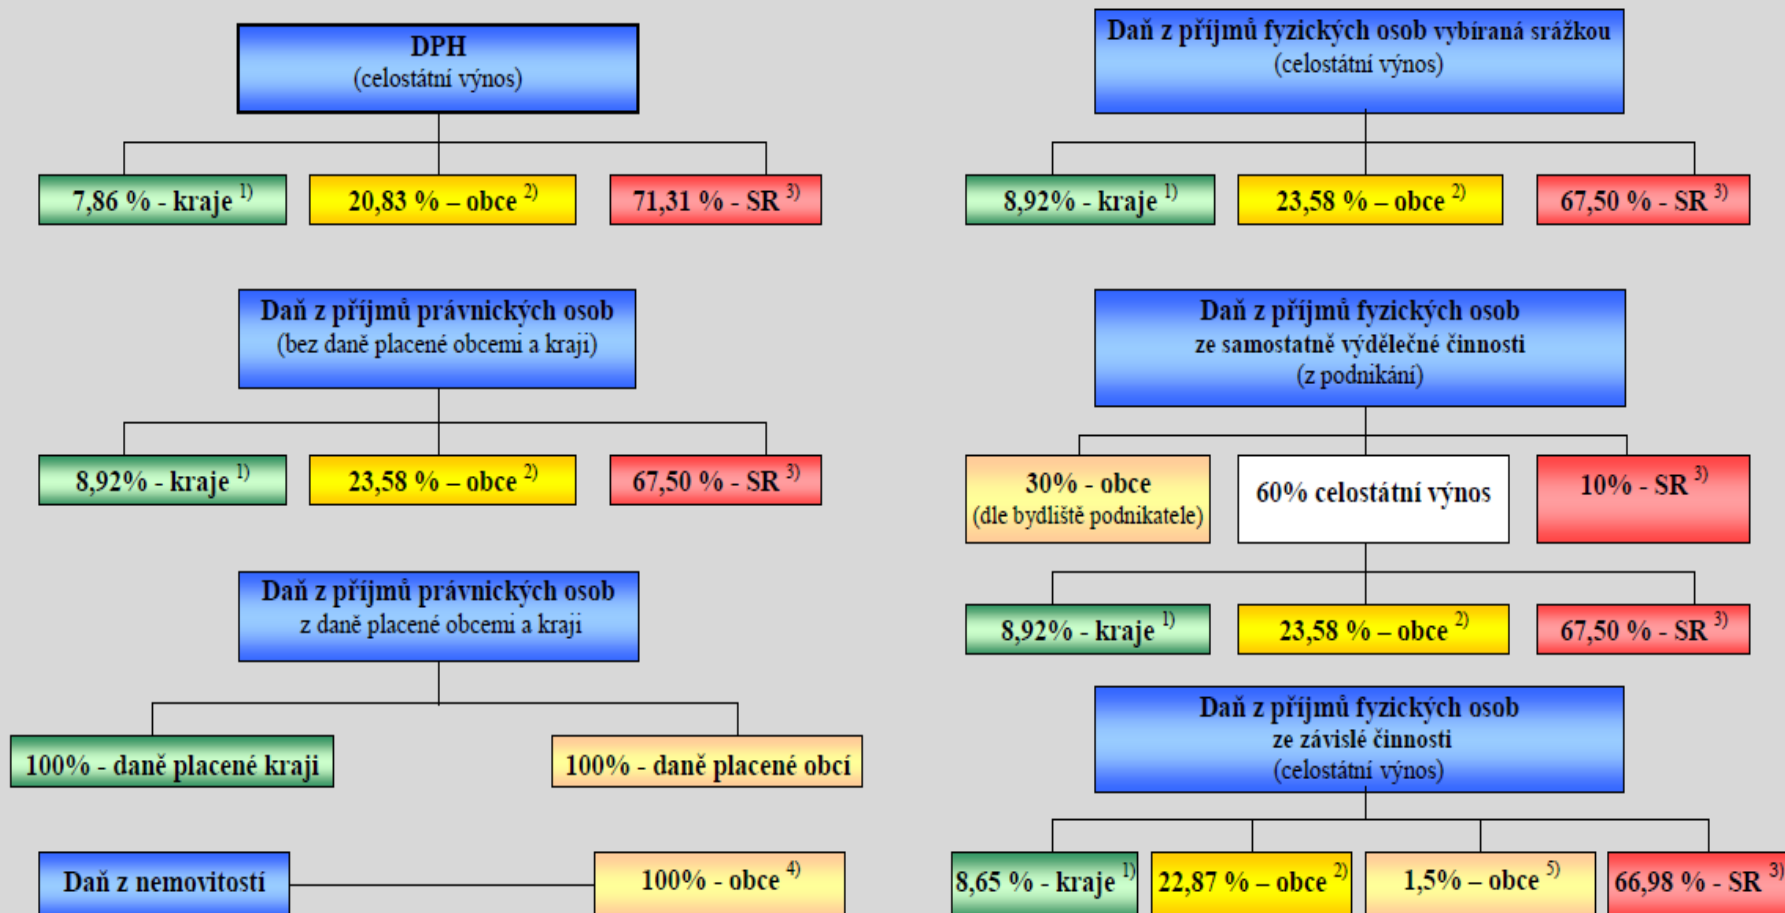 DPH
(celostátní výnos)
7,86 % - kraje 1)
20,83 % – obce 2)
71,31 % - SR 3)
Daň z příjmů právnických osob
(bez daně placené obcemi a kraji)
8,92% - kraje 1)
23,58 % – obce 2)
67,50 % - SR 3)
Daň z příjmů právnických osob
z daně placené obcemi a kraji
100% - daně placené kraji
100% - daně placené obcí
Daň z nemovitostí
100% - obce 4)
Daň z příjmů fyzických osob vybíraná srážkou
(celostátní výnos)
8,92% - kraje 1)
23,58 % – obce 2)
67,50 % - SR 3)
Daň z příjmů fyzických osob
ze samostatně výdělečné činnosti
(z podnikání)
30% - obce
(dle bydliště podnikatele)
60% celostátní výnos
10% - SR 3)
8,92% - kraje 1)
23,58 % – obce 2)
67,50 % - SR 3)
Daň z příjmů fyzických osob
ze závislé činnosti
(celostátní výnos)
8,65 % - kraje 1)
22,87 % – obce 2)
1,5% – obce 5)
66,98 % - SR 3)